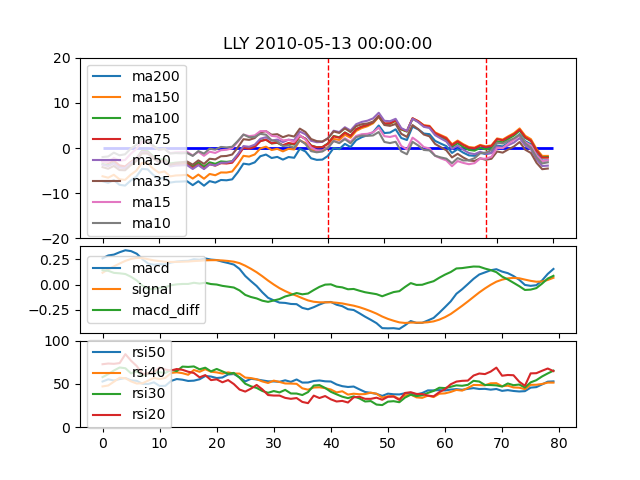 LLY 2010-05-13 00:00:00
20
10
0
−10
−20
ma200
ma150
ma100
ma75
ma50
ma35
ma15
ma10
0.25
0.00
−0.25
macd
signal
macd_diff
100
50
0
rsi50
rsi40
rsi30
rsi20
0 10 20 30 40 50 60 70 80